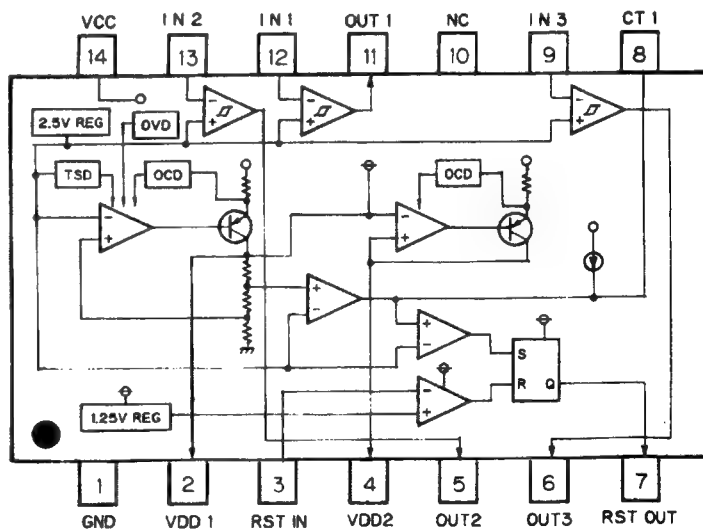 VCC IN 2 IN 1 OUT 1 NC IN 3 CT 1
14 13 12 11 10 9 8
2.5V REG
OVD
TSD
OCD
OCD
- + - + - +
- + - +
+ -
+ -
- +
S
R Q
1.25V REG
1 2 3 4 5 6 7
GND VDD 1 RST IN VDD2 OUT2 OUT3 RST OUT